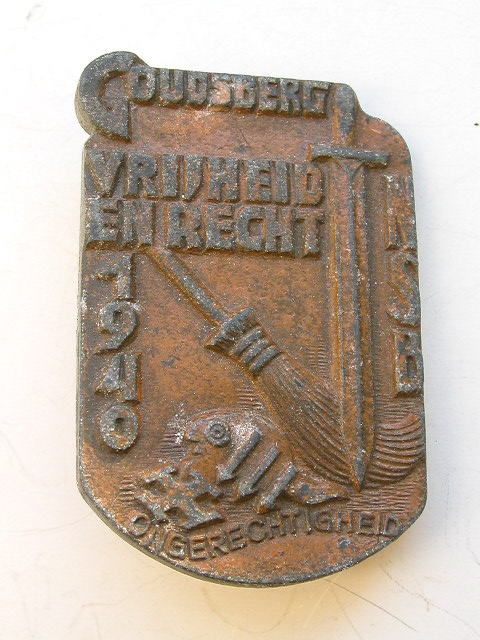 GOUDSBERG
VRIJHEID
EN RECHT
1940
NSB
ONGERECHTIGHEID